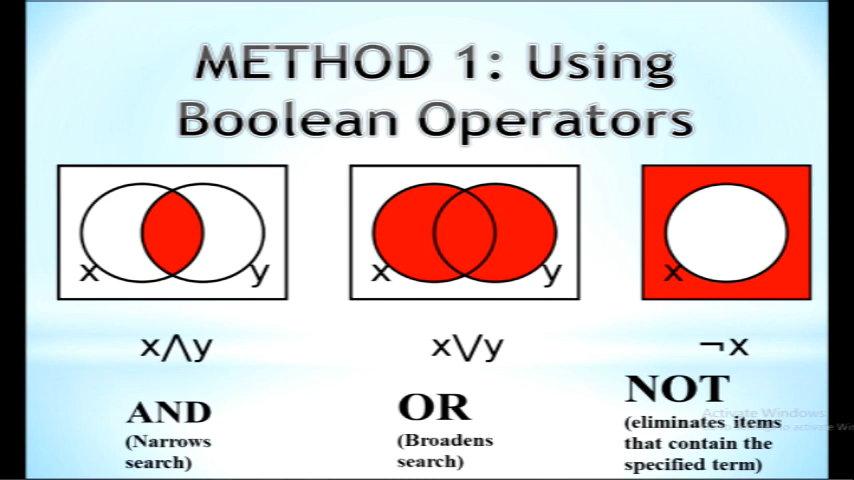 METHOD 1: Using
Boolean Operators
x y
x y
x
x⋀y
x⋁y
¬x
AND
(Narrows
search)
OR
(Broadens
search)
NOT
(eliminates items
that contain the
specified term)
Activate Windows